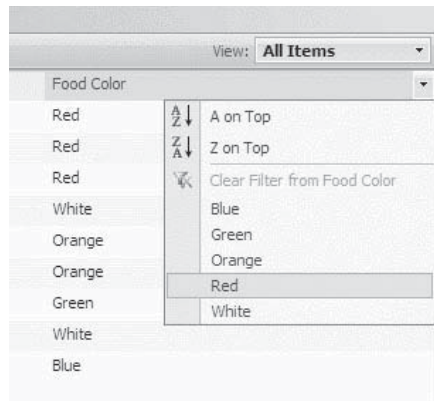 View: All Items
Food Color
Red
Red
Red
White
Orange
Orange
Green
White
Blue
A on Top
Z on Top
Clear Filter from Food Color
Blue
Green
Orange
Red
White